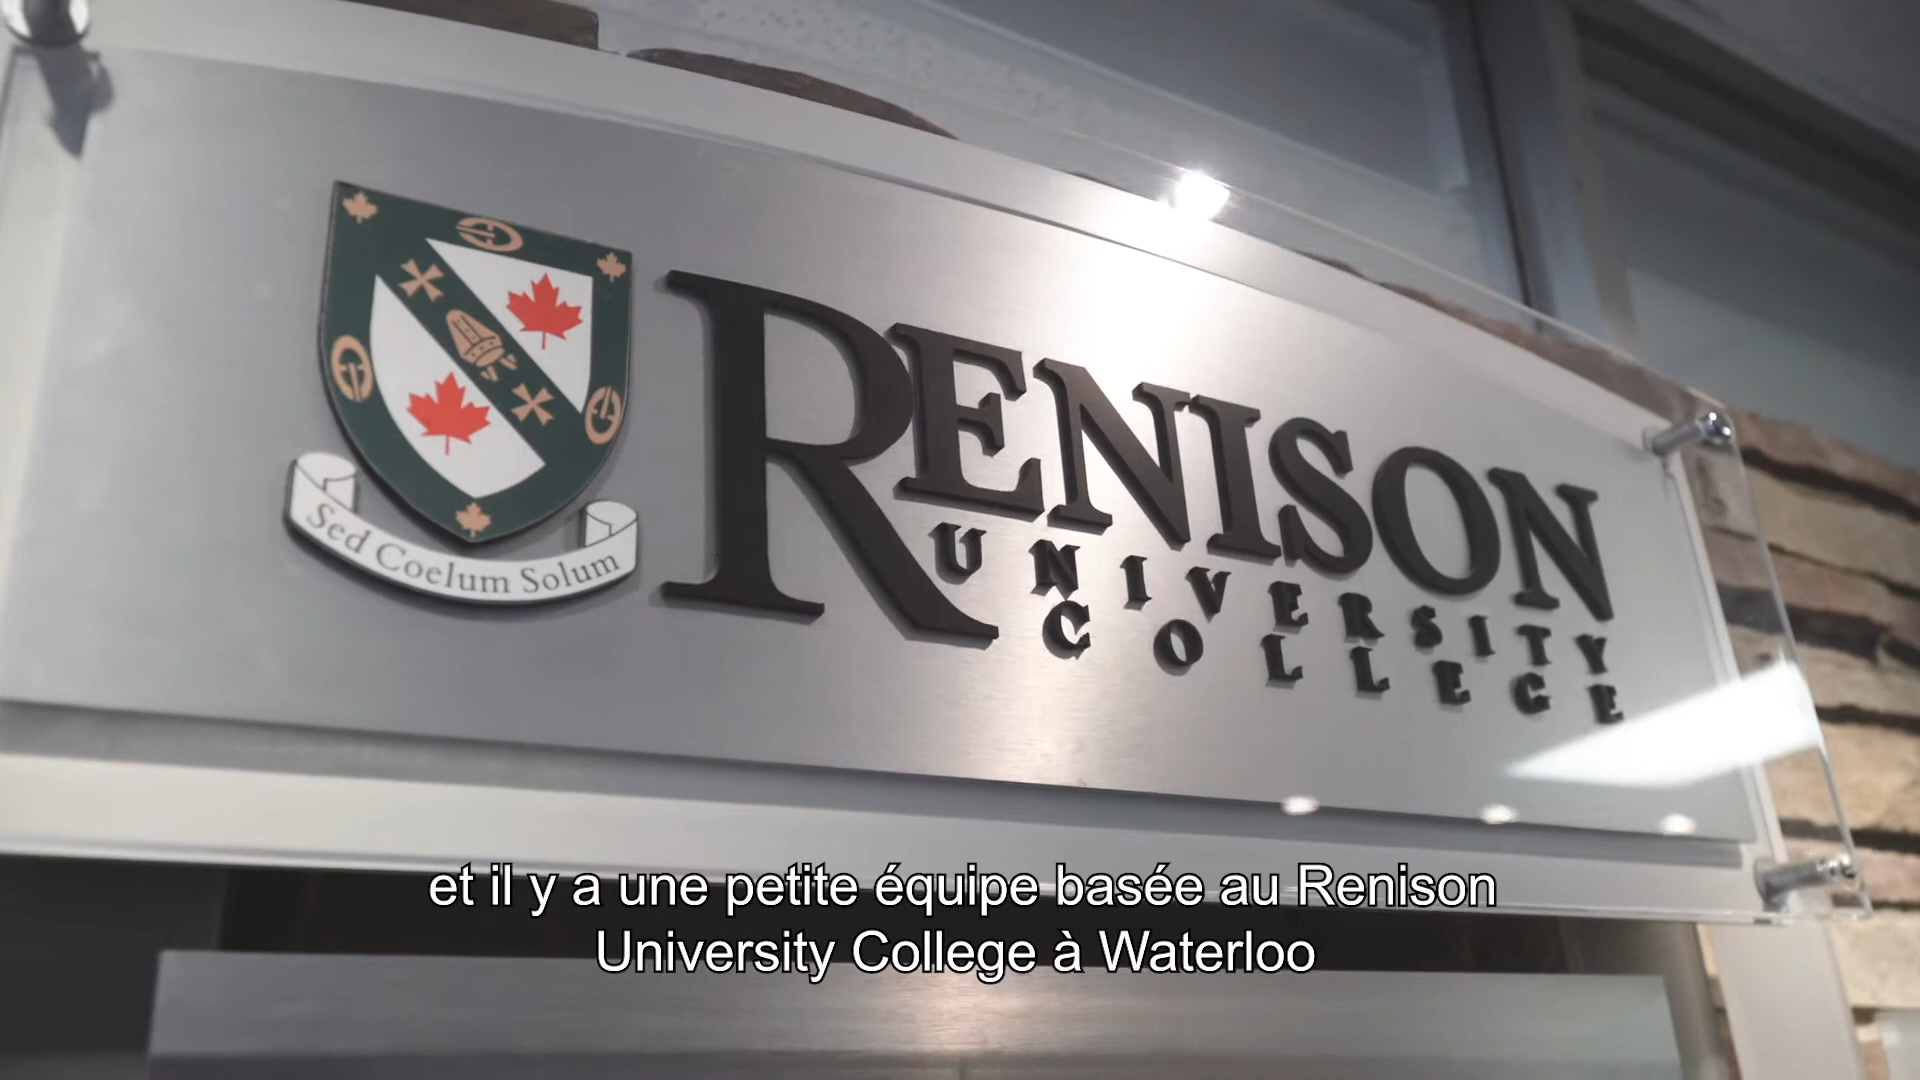 Sed Coelum Solum
RENISON
UNIVERSITY
COLLEGE
et il y a une petite équipe basée au Renison
University College à Waterloo